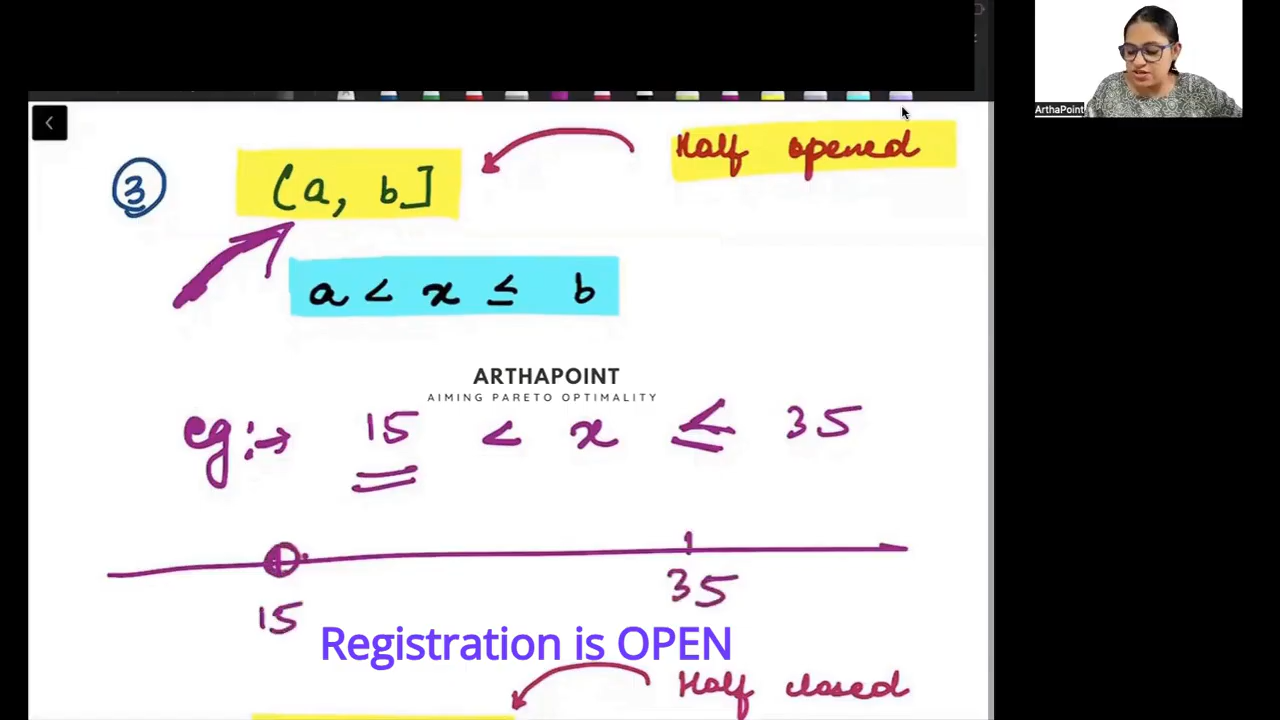 ArthaPoint
3 (a, b] Half opened
a < x ≤ b
ARTHAPOINT
AIMING PARETO OPTIMALITY
eg:→ 15 < x ≤ 35
15 35
Registration is OPEN
Half closed